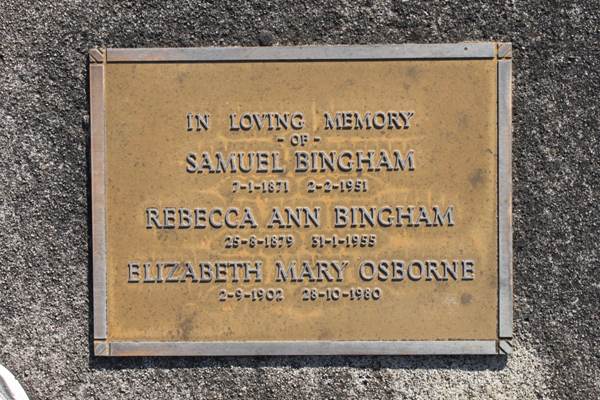 IN LOVING MEMORY
- OF -
SAMUEL BINGHAM
7-1-1871 2-2-1951
REBECCA ANN BINGHAM
25-8-1879 31-1-1955
ELIZABETH MARY OSBORNE
2-9-1902 28-10-1980